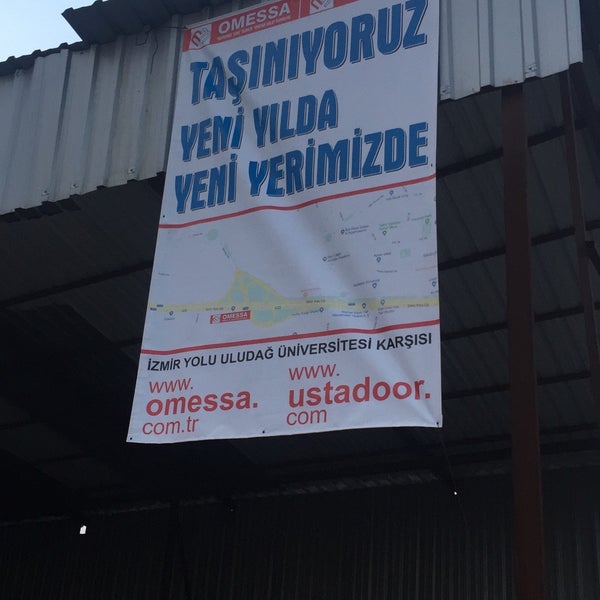 OMESSA
TAŞINIYORUZ
YENİ YILDA
YENİ YERİMİZDE
OMESSA
İZMİR YOLU ULUDAĞ ÜNİVERSİTESİ KARŞISI
www.
omessa.
com.tr
www.
ustadoor.
com